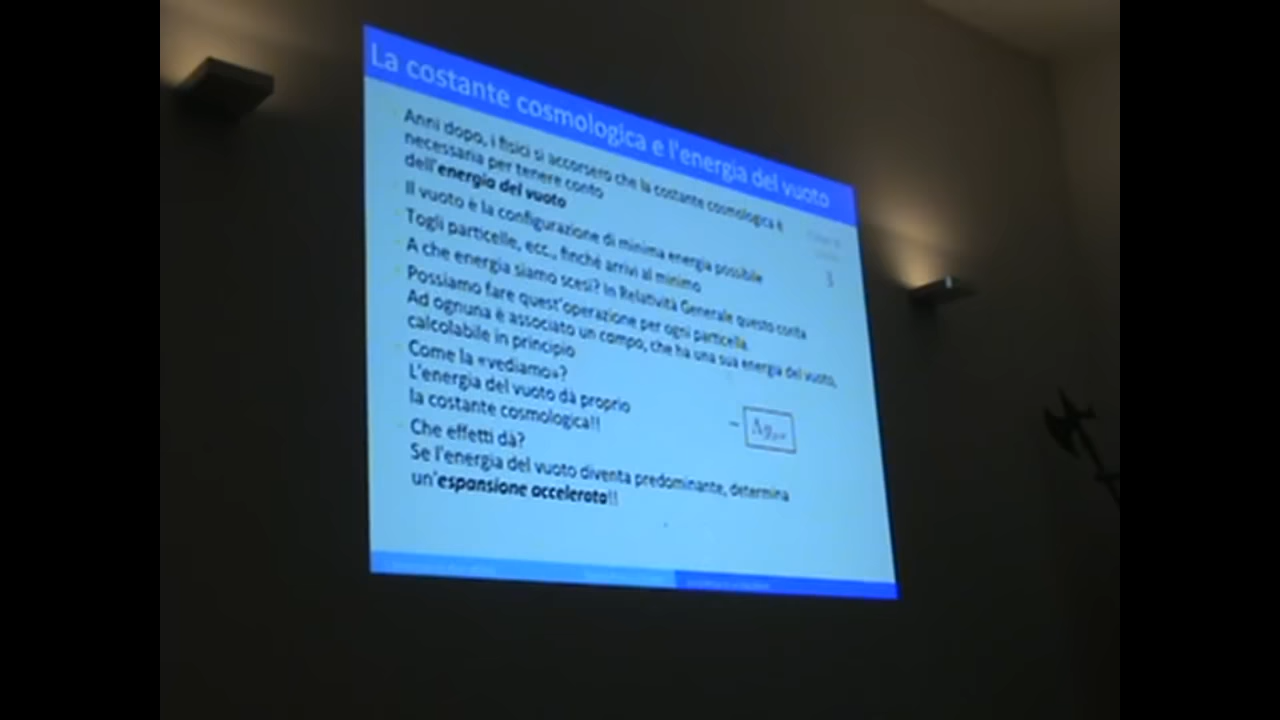 La costante cosmologica e l'energia del vuoto
Anni dopo, i fisici si accorsero che la costante cosmologica è
necessaria per tenere conto
dell'energia del vuoto
Il vuoto è la configurazione di minima energia possibile
Togli particelle, ecc., finché arrivi al minimo
A che energia siamo scesi? In Relatività Generale questo conta
Possiamo fare quest'operazione per ogni particella.
Ad ognuna è associato un campo, che ha una sua energia del vuoto,
calcolabile in principio
Come la «vediamo»?
L'energia del vuoto dà proprio
la costante cosmologica!!
− Λgμν
Che effetti dà?
Se l'energia del vuoto diventa predominante, determina
un'espansione accelerata!!